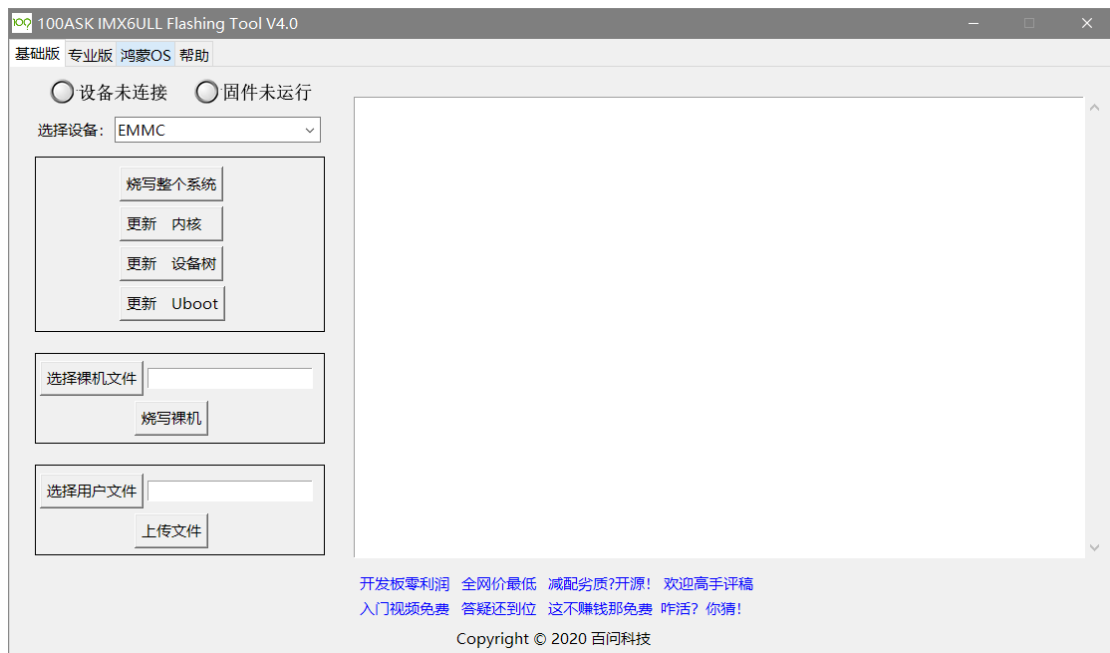 100ASK IMX6ULL Flashing Tool V4.0
基础版 专业版 鸿蒙OS 帮助
设备未连接 固件未运行
选择设备: EMMC
烧写整个系统
更新 内核
更新 设备树
更新 Uboot
选择裸机文件
烧写裸机
选择用户文件
上传文件
开发板零利润 全网价最低 减配劣质?开源! 欢迎高手评稿
入门视频免费 答疑还到位 这不赚钱那免费 咋活? 你猜!
Copyright © 2020 百问科技